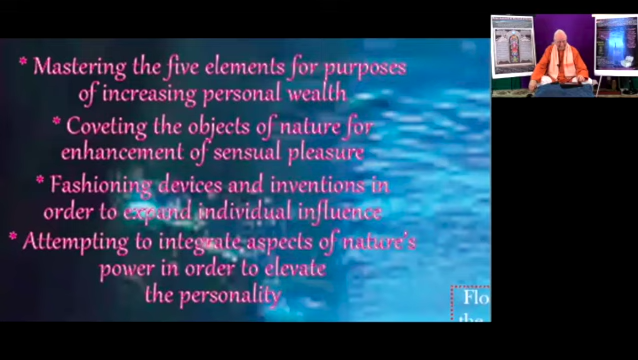 * Mastering the five elements for purposes
of increasing personal wealth
* Coveting the objects of nature for
enhancement of sensual pleasure
* Fashioning devices and inventions in
order to expand individual influence
* Attempting to integrate aspects of nature's
power in order to elevate
the personality
Flo
the